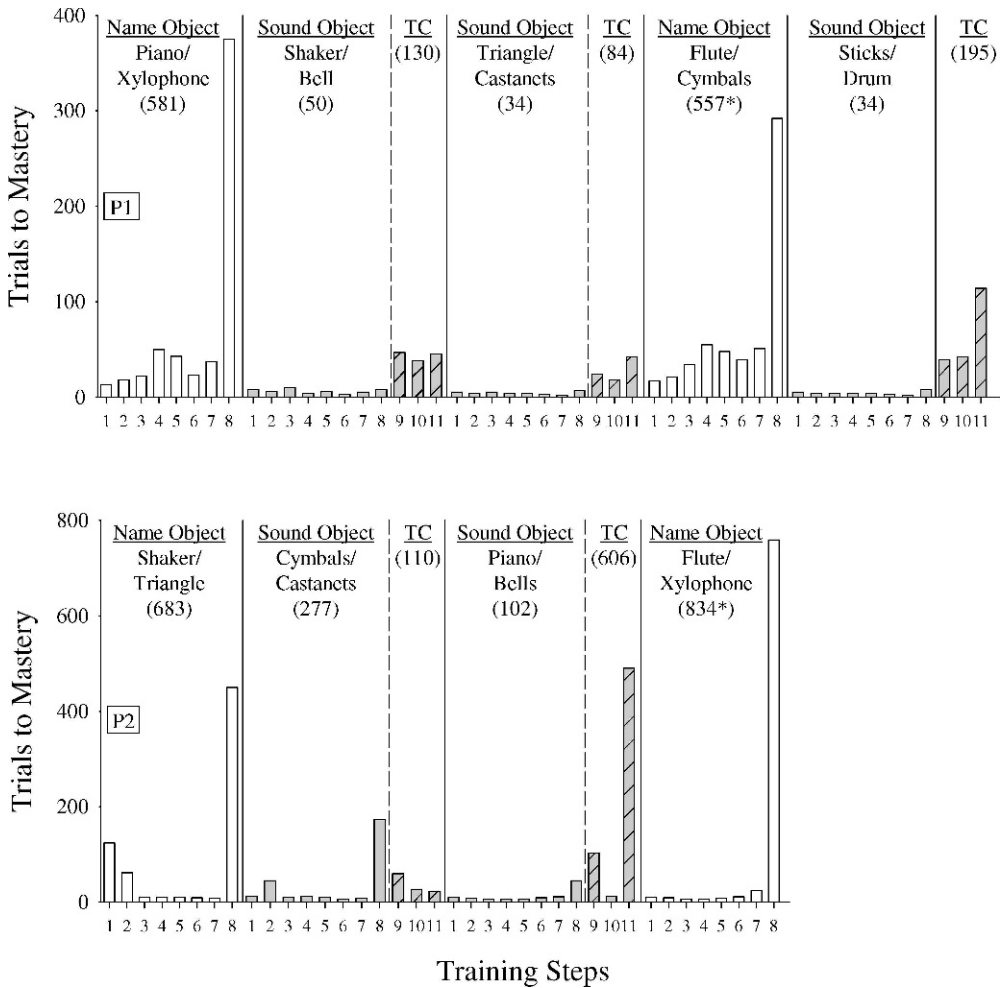 400
300
200
100
0
Trials to Mastery
P1
Name Object
Piano/
Xylophone
(581)
Sound Object
Shaker/
Bell
(50)
TC
(130)
Sound Object
Triangle/
Castanets
(34)
TC
(84)
Name Object
Flute/
Cymbals
(557*)
Sound Object
Sticks/
Drum
(34)
TC
(195)
1 2 3 4 5 6 7 8 1 2 3 4 5 6 7 8 9 10 11 1 2 3 4 5 6 7 8 9 10 11 1 2 3 4 5 6 7 8 1 2 3 4 5 6 7 8 9 10 11
800
600
400
200
0
Trials to Mastery
P2
Name Object
Shaker/
Triangle
(683)
Sound Object
Cymbals/
Castanets
(277)
TC
(110)
Sound Object
Piano/
Bells
(102)
TC
(606)
Name Object
Flute/
Xylophone
(834*)
1 2 3 4 5 6 7 8 1 2 3 4 5 6 7 8 9 10 11 1 2 3 4 5 6 7 8 9 10 11 1 2 3 4 5 6 7 8
Training Steps